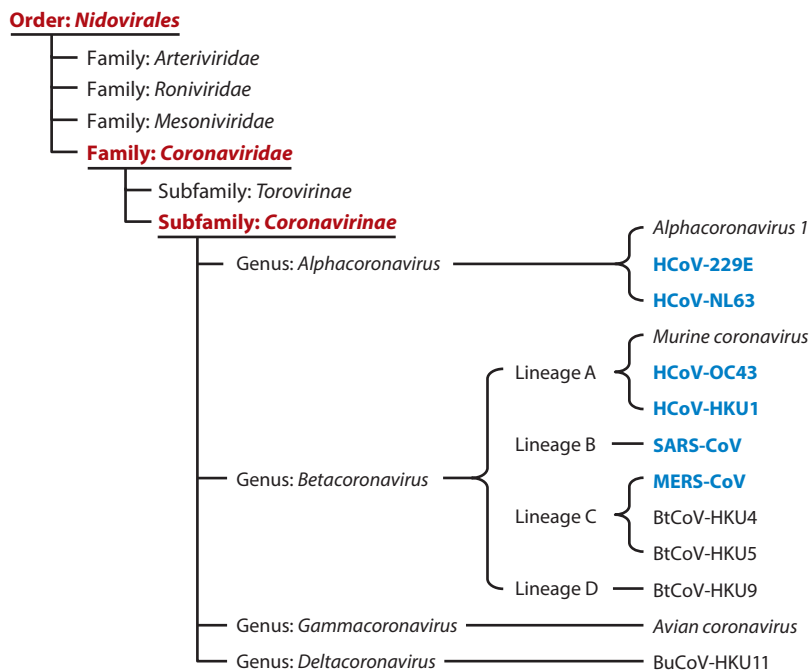 Order: Nidovirales
Family: Arteriviridae
Family: Roniviridae
Family: Mesoniviridae
Family: Coronaviridae
Subfamily: Torovirinae
Subfamily: Coronavirinae
Genus: Alphacoronavirus
Alphacoronavirus 1
HCoV-229E
HCoV-NL63
Genus: Betacoronavirus
Lineage A
Murine coronavirus
HCoV-OC43
HCoV-HKU1
Lineage B
SARS-CoV
Lineage C
MERS-CoV
BtCoV-HKU4
BtCoV-HKU5
Lineage D
BtCoV-HKU9
Genus: Gammacoronavirus
Avian coronavirus
Genus: Deltacoronavirus
BuCoV-HKU11